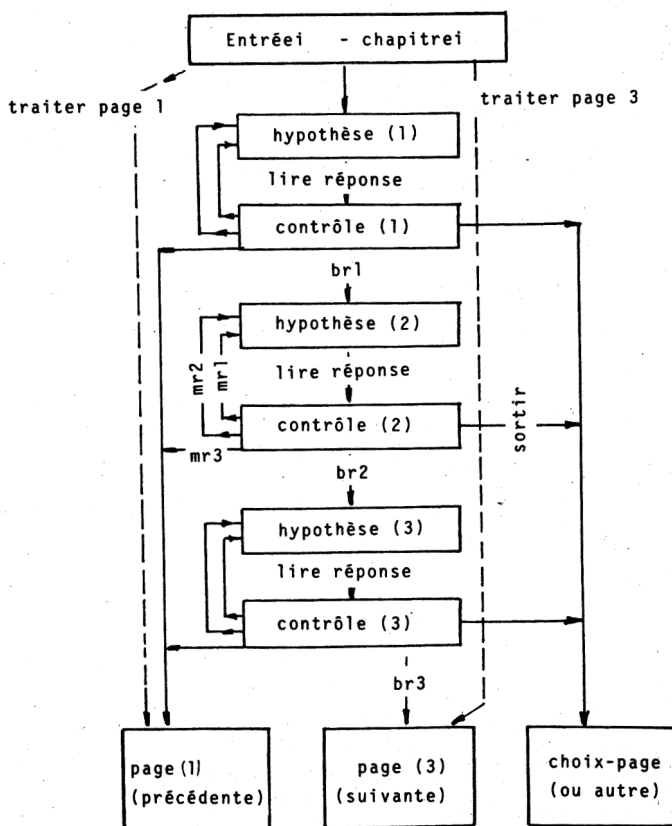 Entréei - chapitrei
traiter page 1
traiter page 3
hypothèse (1)
lire réponse
contrôle (1)
br1
hypothèse (2)
mr2
mr1
lire réponse
contrôle (2)
sortir
mr3
br2
hypothèse (3)
lire réponse
contrôle (3)
br3
page (1)
(précédente)
page (3)
(suivante)
choix-page
(ou autre)